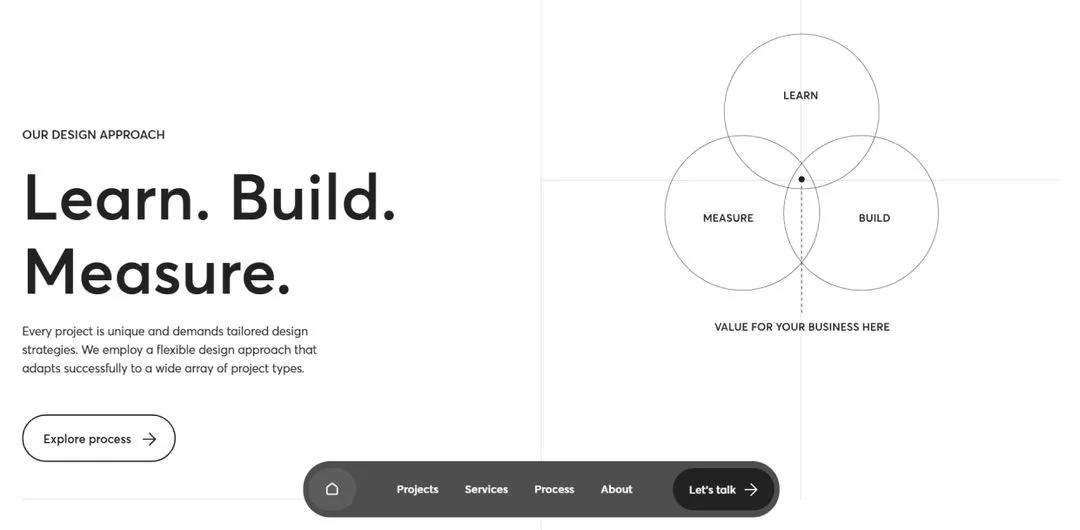 OUR DESIGN APPROACH
Learn. Build.
Measure.
Every project is unique and demands tailored design
strategies. We employ a flexible design approach that
adapts successfully to a wide array of project types.
Explore process
LEARN
MEASURE
BUILD
VALUE FOR YOUR BUSINESS HERE
Projects
Services
Process
About
Let's talk